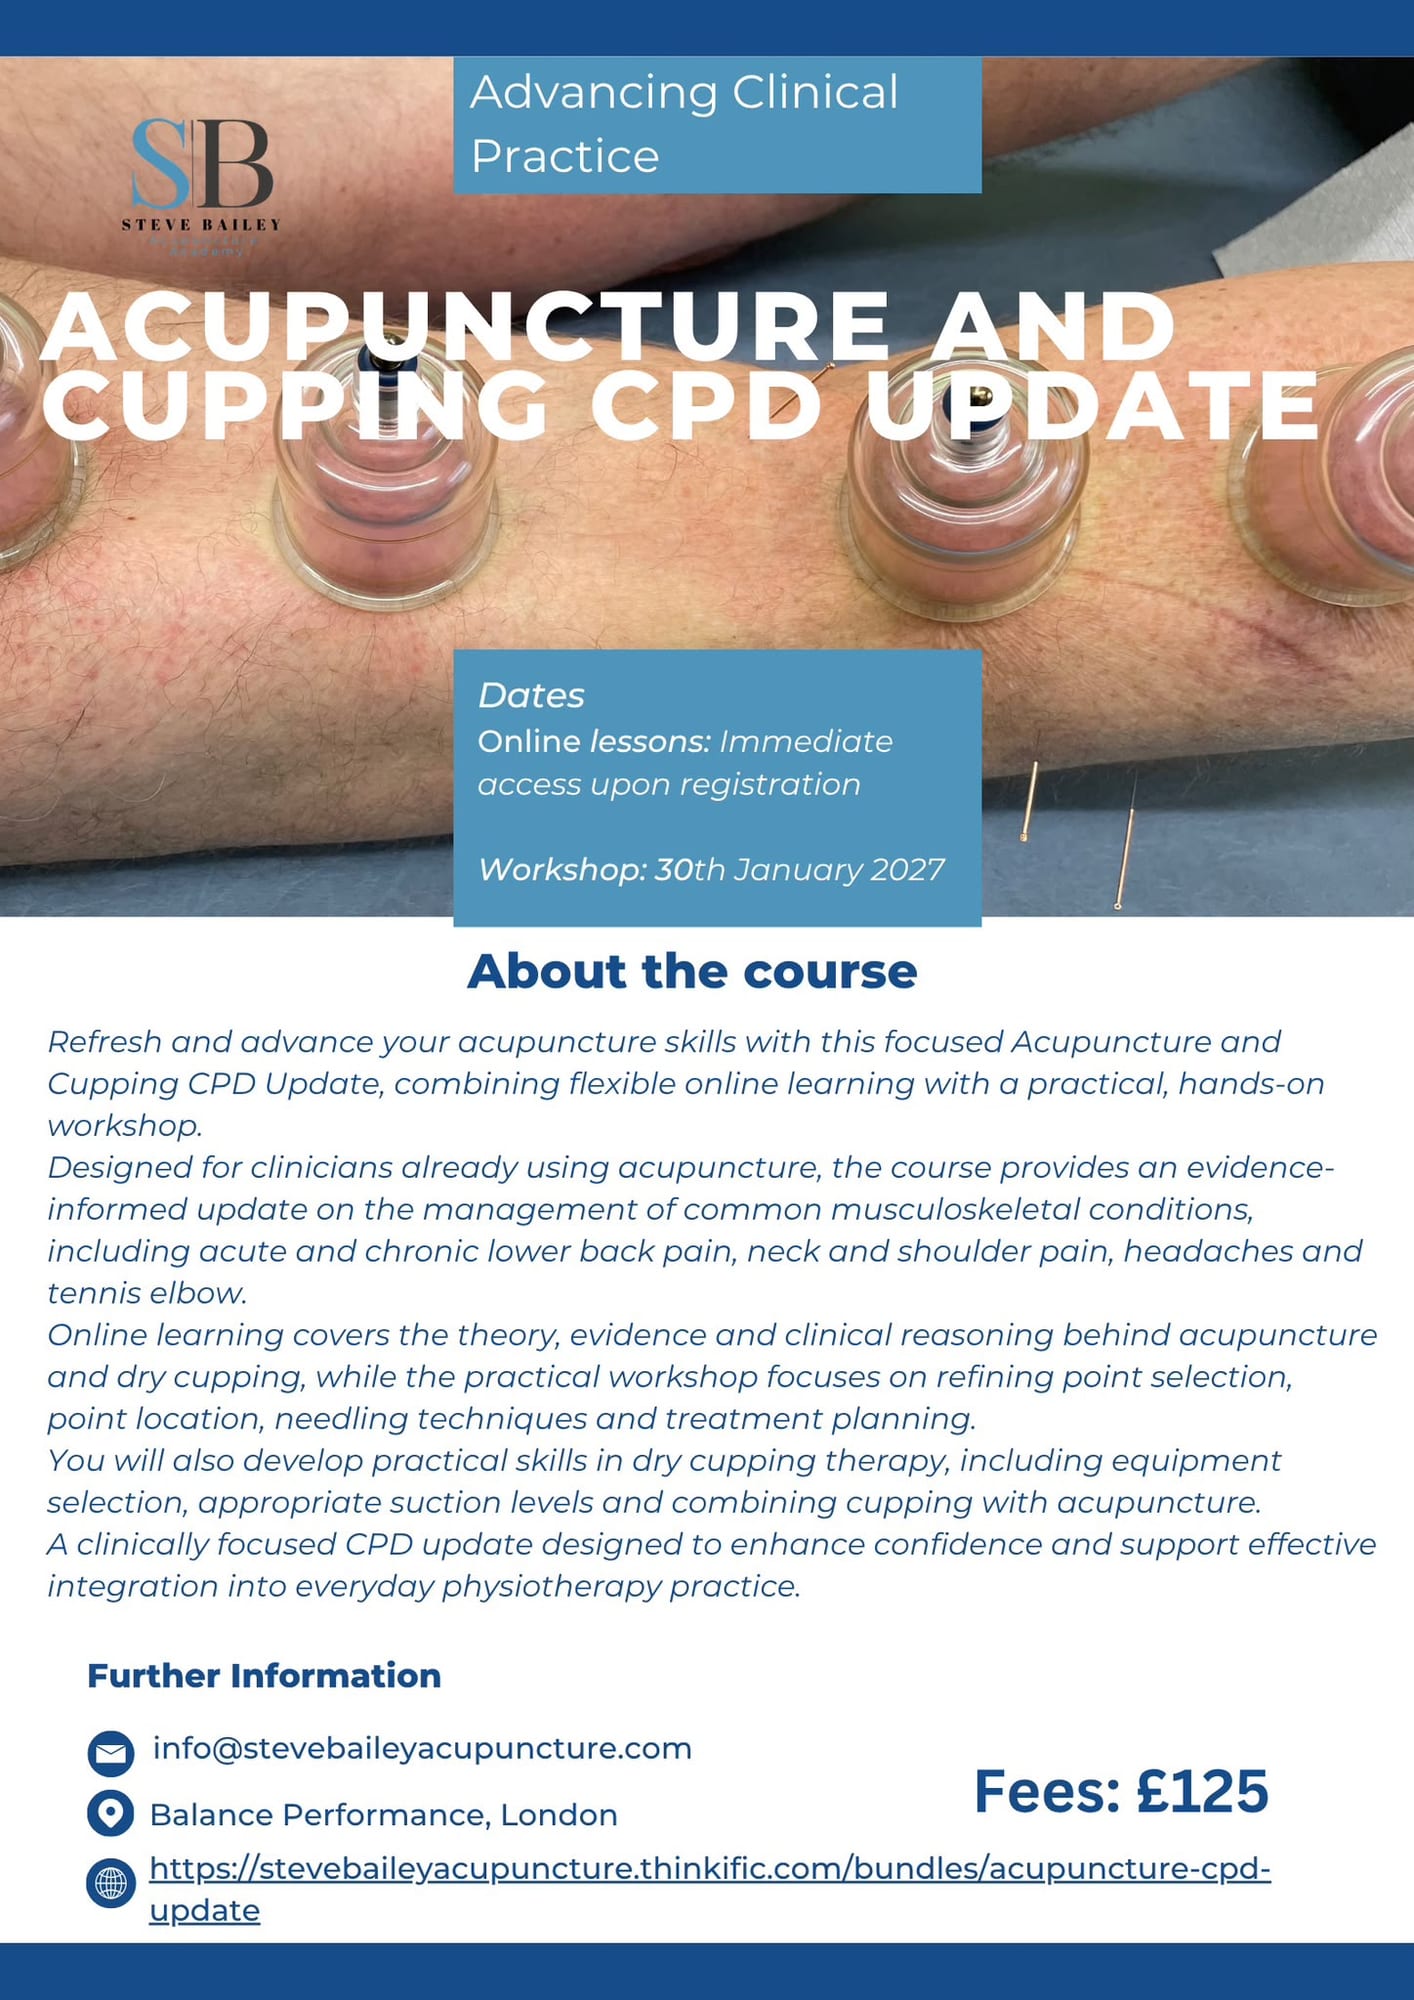 Advancing Clinical
Practice
SB
STEVE BAILEY
ACUPUNCTURE AND
CUPPING CPD UPDATE
Dates
Online lessons: Immediate
access upon registration
Workshop: 30th January 2027
About the course
Refresh and advance your acupuncture skills with this focused Acupuncture and
Cupping CPD Update, combining flexible online learning with a practical, hands-on
workshop.
Designed for clinicians already using acupuncture, the course provides an evidence-
informed update on the management of common musculoskeletal conditions,
including acute and chronic lower back pain, neck and shoulder pain, headaches and
tennis elbow.
Online learning covers the theory, evidence and clinical reasoning behind acupuncture
and dry cupping, while the practical workshop focuses on refining point selection,
point location, needling techniques and treatment planning.
You will also develop practical skills in dry cupping therapy, including equipment
selection, appropriate suction levels and combining cupping with acupuncture.
A clinically focused CPD update designed to enhance confidence and support effective
integration into everyday physiotherapy practice.
Further Information
info@stevebaileyacupuncture.com
Balance Performance, London
Fees: £125
https://stevebaileyacupuncture.thinkific.com/bundles/acupuncture-cpd-
update